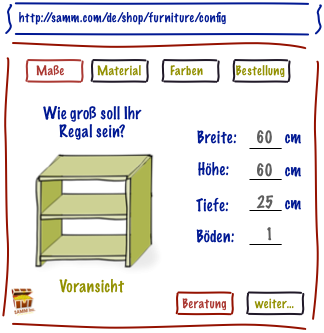 http://samm.com/de/shop/furniture/config
Maße Material Farben Bestellung
Wie groß soll Ihr
Regal sein?
Breite: 60 cm
Höhe: 60 cm
Tiefe: 25 cm
Böden: 1
Voransicht
Beratung weiter...